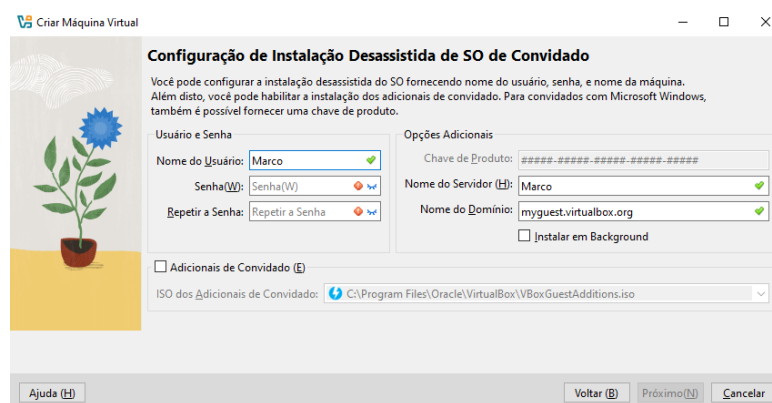 Criar Máquina Virtual
Configuração de Instalação Desassistida de SO de Convidado
Você pode configurar a instalação desassistida do SO fornecendo nome do usuário, senha, e nome da máquina.
Além disto, você pode habilitar a instalação dos adicionais de convidado. Para convidados com Microsoft Windows,
também é possível fornecer uma chave de produto.
Usuário e Senha
Nome do Usuário: Marco
Senha(W): Senha(W)
Repetir a Senha: Repetir a Senha
Opções Adicionais
Chave de Produto: #####-#####-#####-#####-#####
Nome do Servidor (H): Marco
Nome do Domínio: myguest.virtualbox.org
Instalar em Background
Adicionais de Convidado (E)
ISO dos Adicionais de Convidado: C:\Program Files\Oracle\VirtualBox\VBoxGuestAdditions.iso
Ajuda (H)
Voltar (B)
Próximo(N)
Cancelar